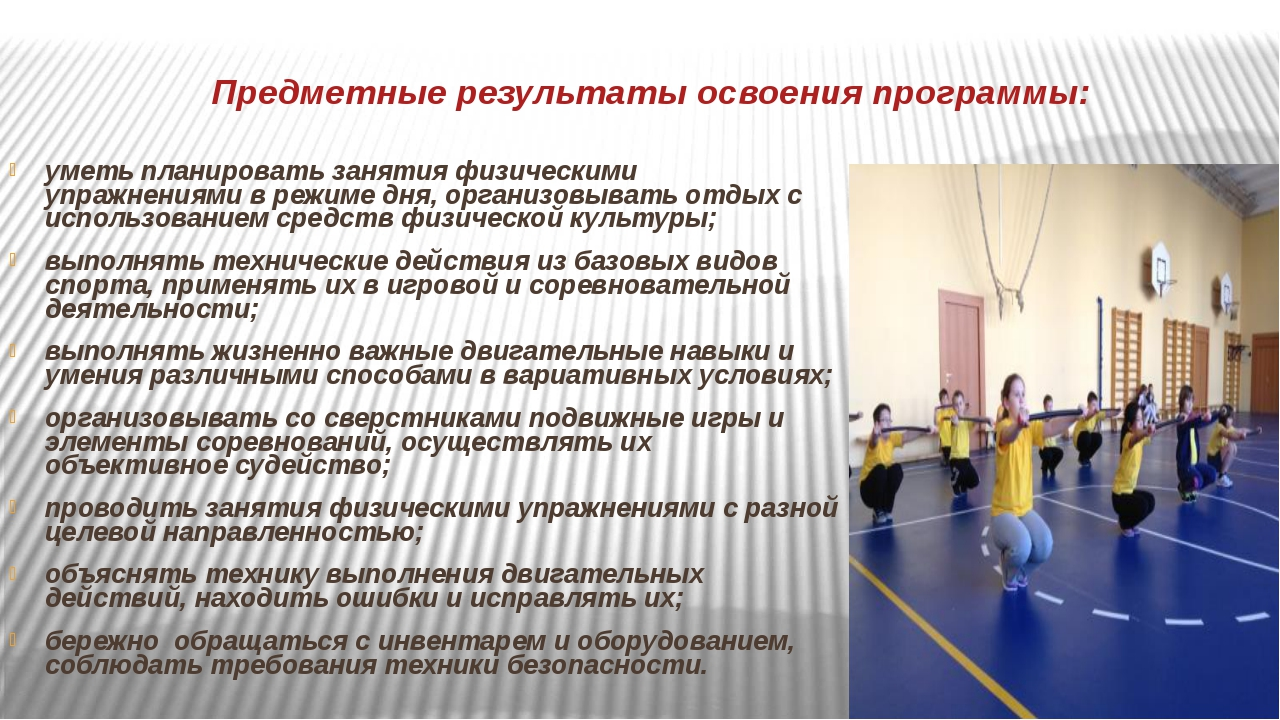 Предметные результаты освоения программы:
уметь планировать занятия физическими
упражнениями в режиме дня, организовывать отдых с
использованием средств физической культуры;
выполнять технические действия из базовых видов
спорта, применять их в игровой и соревновательной
деятельности;
выполнять жизненно важные двигательные навыки и
умения различными способами в вариативных условиях;
организовывать со сверстниками подвижные игры и
элементы соревнований, осуществлять их
объективное судейство;
проводить занятия физическими упражнениями с разной
целевой направленностью;
объяснять технику выполнения двигательных
действий, находить ошибки и исправлять их;
бережно  обращаться с инвентарем и оборудованием,
соблюдать требования техники безопасности.